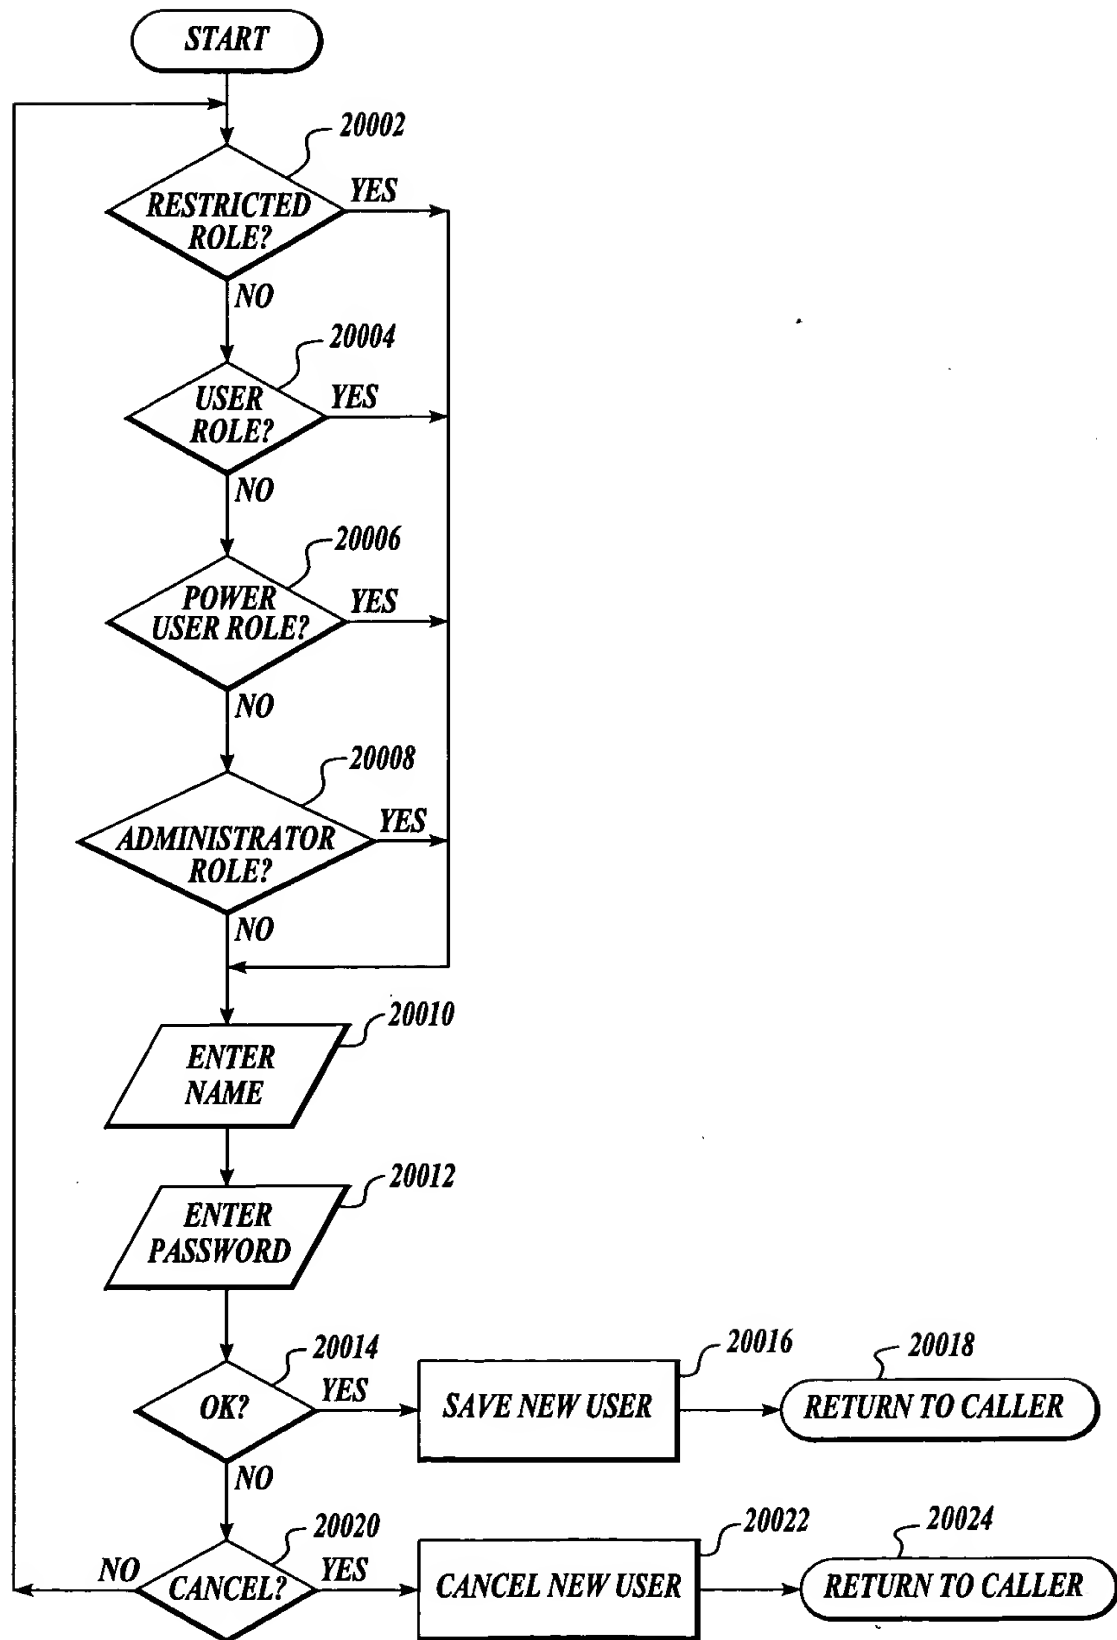 START
20002
RESTRICTED
ROLE?
YES
NO
20004
USER
ROLE?
YES
NO
20006
POWER
USER ROLE?
YES
NO
20008
ADMINISTRATOR
ROLE?
YES
NO
20010
ENTER
NAME
20012
ENTER
PASSWORD
20014
OK?
YES
NO
20016
SAVE NEW USER
20018
RETURN TO CALLER
20020
CANCEL?
NO
YES
20022
CANCEL NEW USER
20024
RETURN TO CALLER